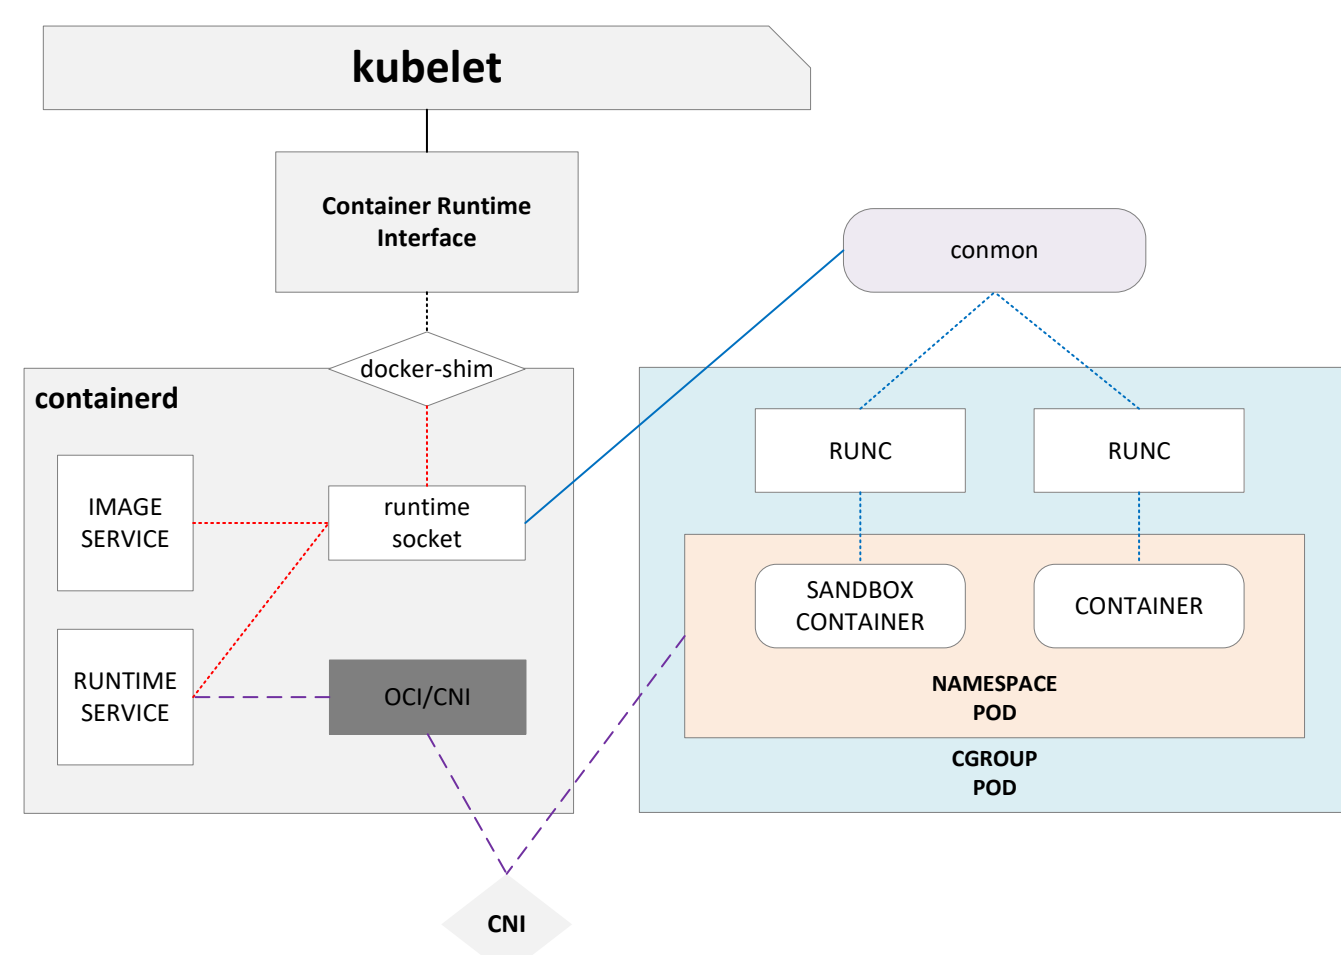 kubelet
Container Runtime
Interface
conmon
docker-shim
containerd
RUNC
RUNC
IMAGE
SERVICE
runtime
socket
SANDBOX
CONTAINER
CONTAINER
RUNTIME
SERVICE
OCI/CNI
NAMESPACE
POD
CGROUP
POD
CNI